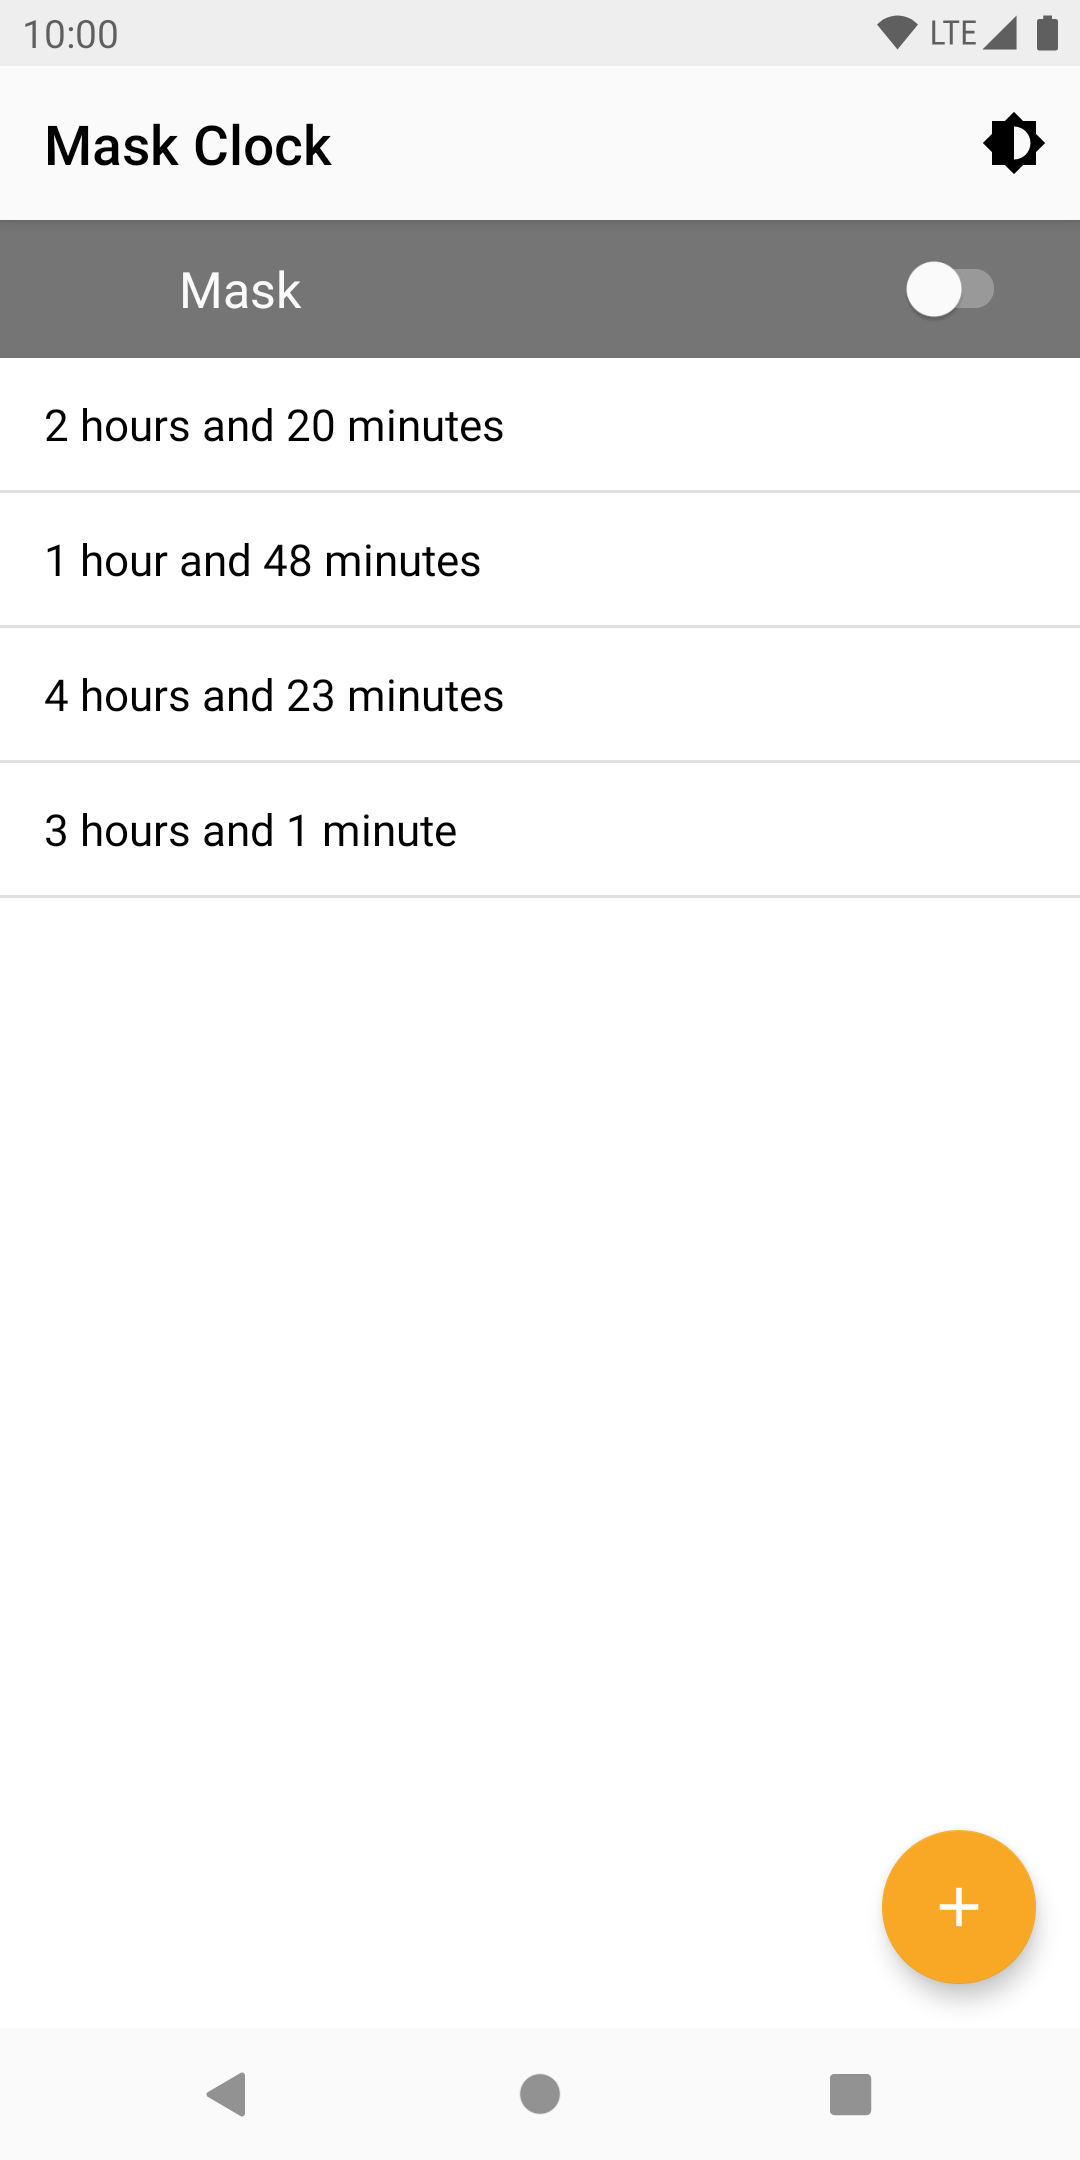 10:00
LTE
Mask Clock
Mask
2 hours and 20 minutes
1 hour and 48 minutes
4 hours and 23 minutes
3 hours and 1 minute